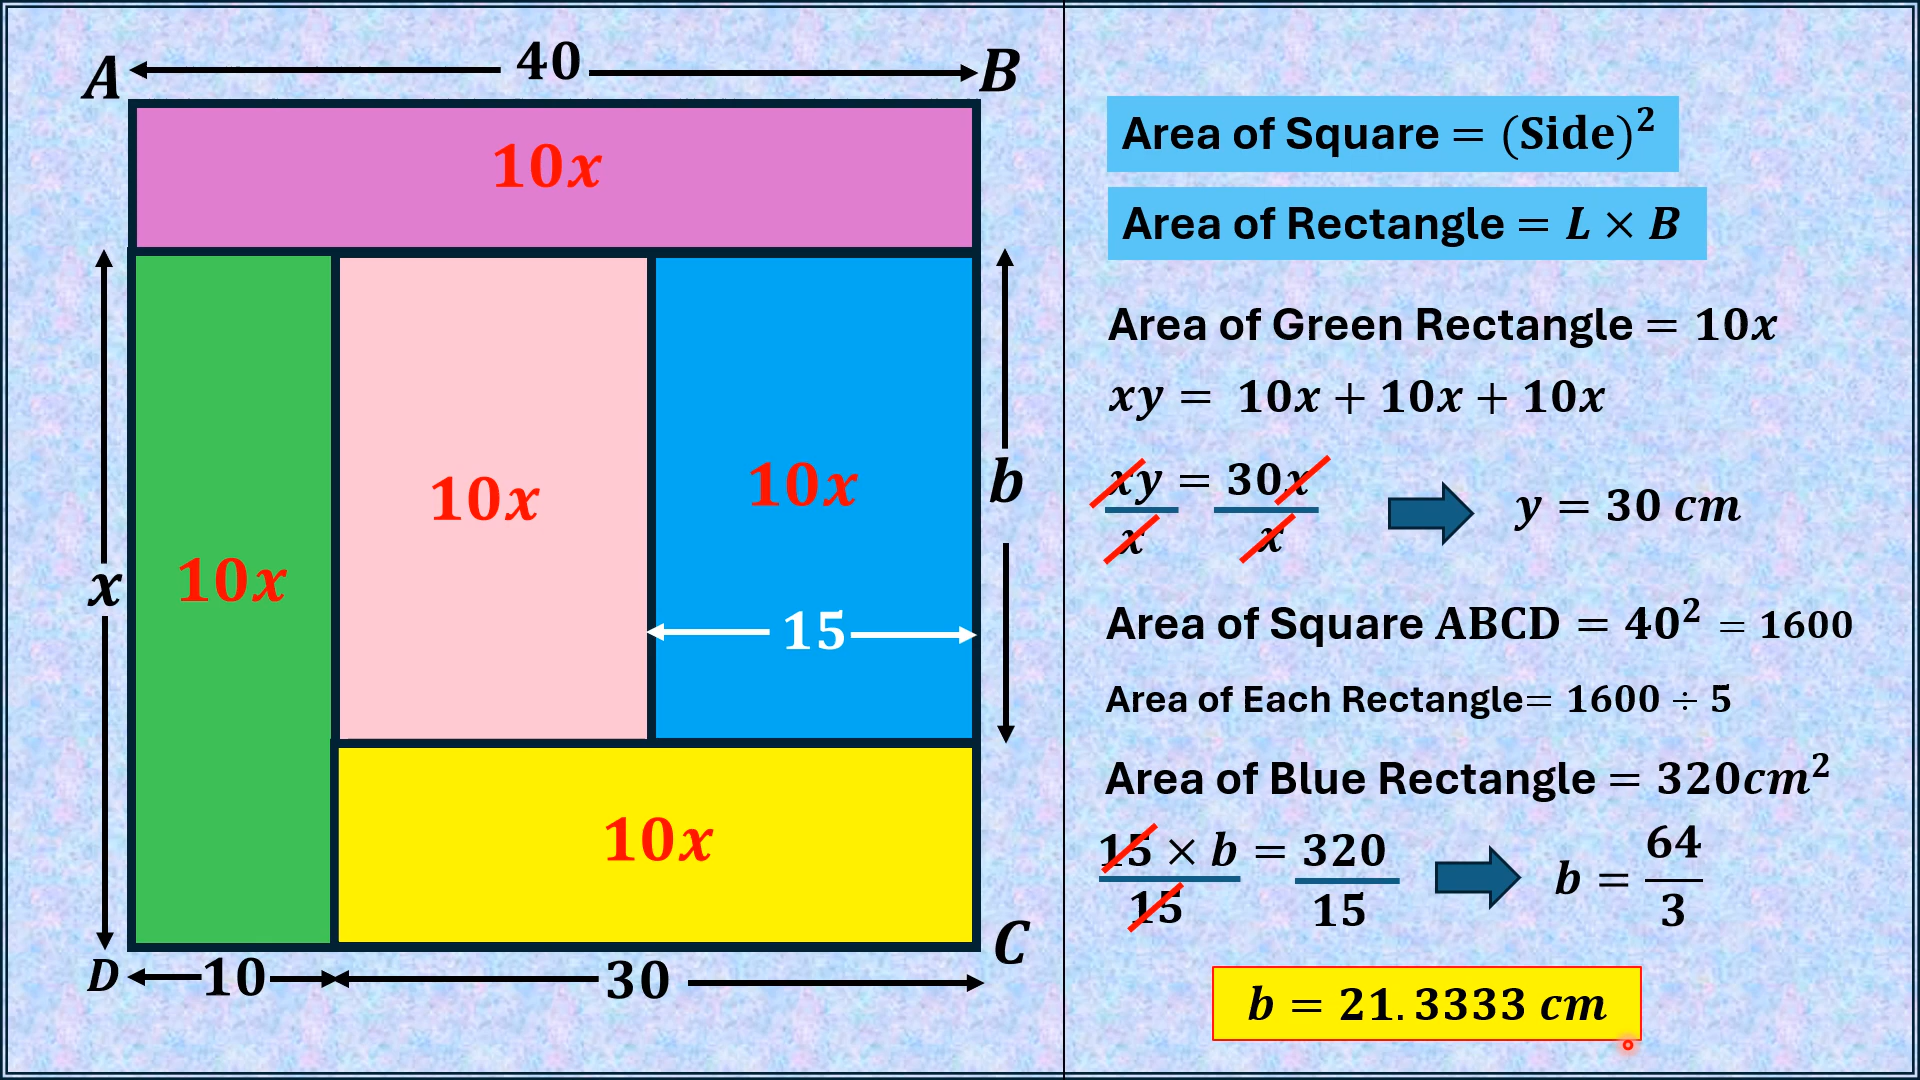 A 40 B
10x
10x
10x
10x
15
b
x
10x
D 10 30 C
Area of Square = (Side)²
Area of Rectangle = L × B
Area of Green Rectangle = 10x
xy = 10x + 10x + 10x
xy/x = 30x/x y = 30 cm
Area of Square ABCD = 40² = 1600
Area of Each Rectangle= 1600 ÷ 5
Area of Blue Rectangle = 320cm²
15 × b/15 = 320/15 b = 64/3
b = 21.3333 cm